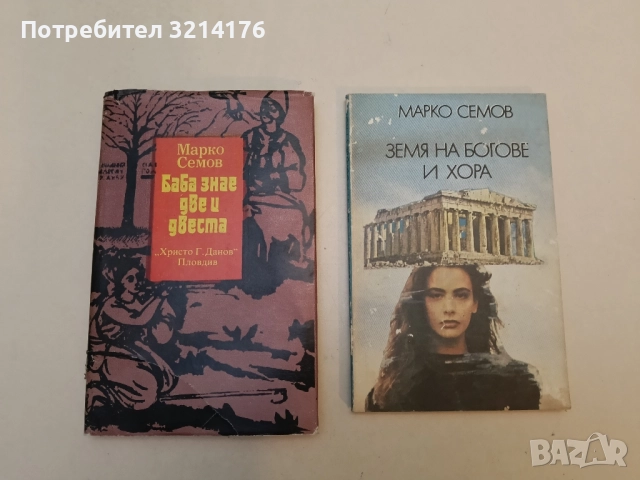 Потребител 3214176
Марко
Семов
Баба знае
две и
двеста
„Христо Г. Данов“
Пловдив
МАРКО СЕМОВ
ЗЕМЯ НА БОГОВЕ
И ХОРА
BAZAR